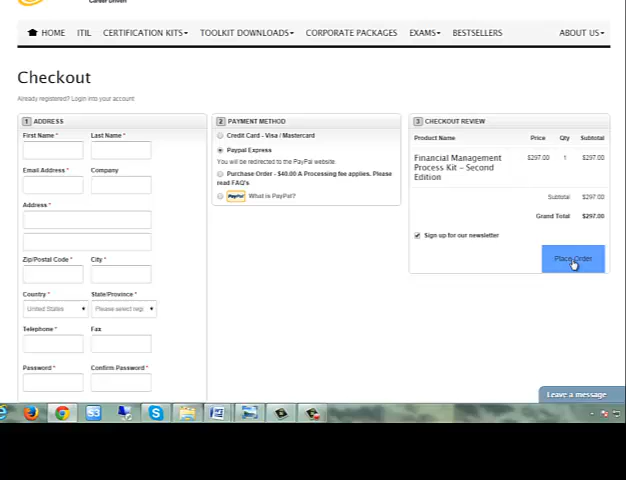 Career Driven
HOME ITIL CERTIFICATION KITS TOOLKIT DOWNLOADS CORPORATE PACKAGES EXAMS BESTSELLERS ABOUT US
Checkout
Already registered? Login into your account
1 ADDRESS
First Name * Last Name *
Email Address * Company
Address *
Zip/Postal Code * City *
Country * State/Province *
United States Please select regi
Telephone * Fax
Password * Confirm Password *
2 PAYMENT METHOD
Credit Card - Visa / Mastercard
Paypal Express
You will be redirected to the PayPal website.
Purchase Order - $40.00 A Processing fee applies. Please
read FAQ's
PayPal What is PayPal?
3 CHECKOUT REVIEW
Product Name Price Qty Subtotal
Financial Management $297.00 1 $297.00
Process Kit – Second
Edition
Subtotal $297.00
Grand Total $297.00
Sign up for our newsletter
Place Order
Leave a message